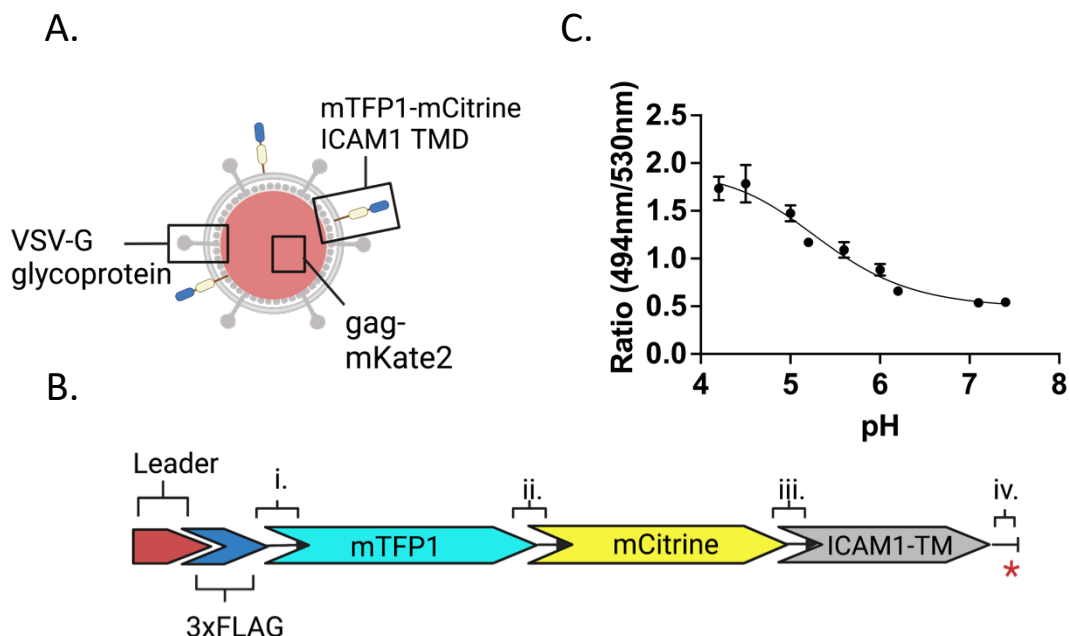 A.
mTFP1-mCitrine
ICAM1 TMD
VSV-G
glycoprotein
gag-
mKate2
C.
Ratio (494nm/530nm)
2.5
2.0
1.5
1.0
0.5
0.0
4 5 6 7 8
pH
B.
Leader
i.
ii.
iii.
iv.
mTFP1
mCitrine
ICAM1-TM
*
3xFLAG